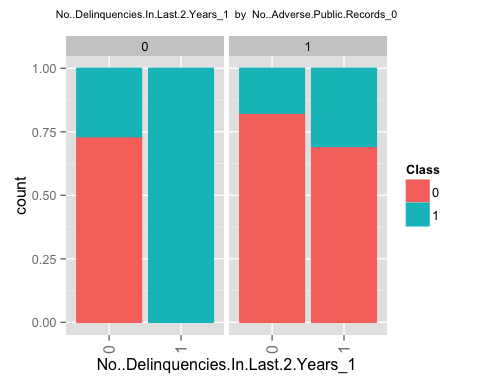 No..Delinquencies.In.Last.2.Years_1 by No..Adverse.Public.Records_0
0 1
1.00
0.75
0.50
0.25
0.00
count
0 1 0 1
No..Delinquencies.In.Last.2.Years_1
Class
0
1